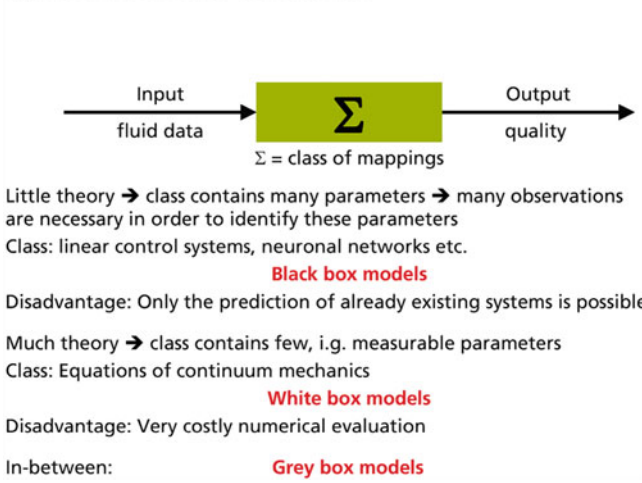 Input
fluid data
Σ
Output
quality
Σ = class of mappings
Little theory ➔ class contains many parameters ➔ many observations
are necessary in order to identify these parameters
Class: linear control systems, neuronal networks etc.
Black box models
Disadvantage: Only the prediction of already existing systems is possible
Much theory ➔ class contains few, i.g. measurable parameters
Class: Equations of continuum mechanics
White box models
Disadvantage: Very costly numerical evaluation
In-between:
Grey box models